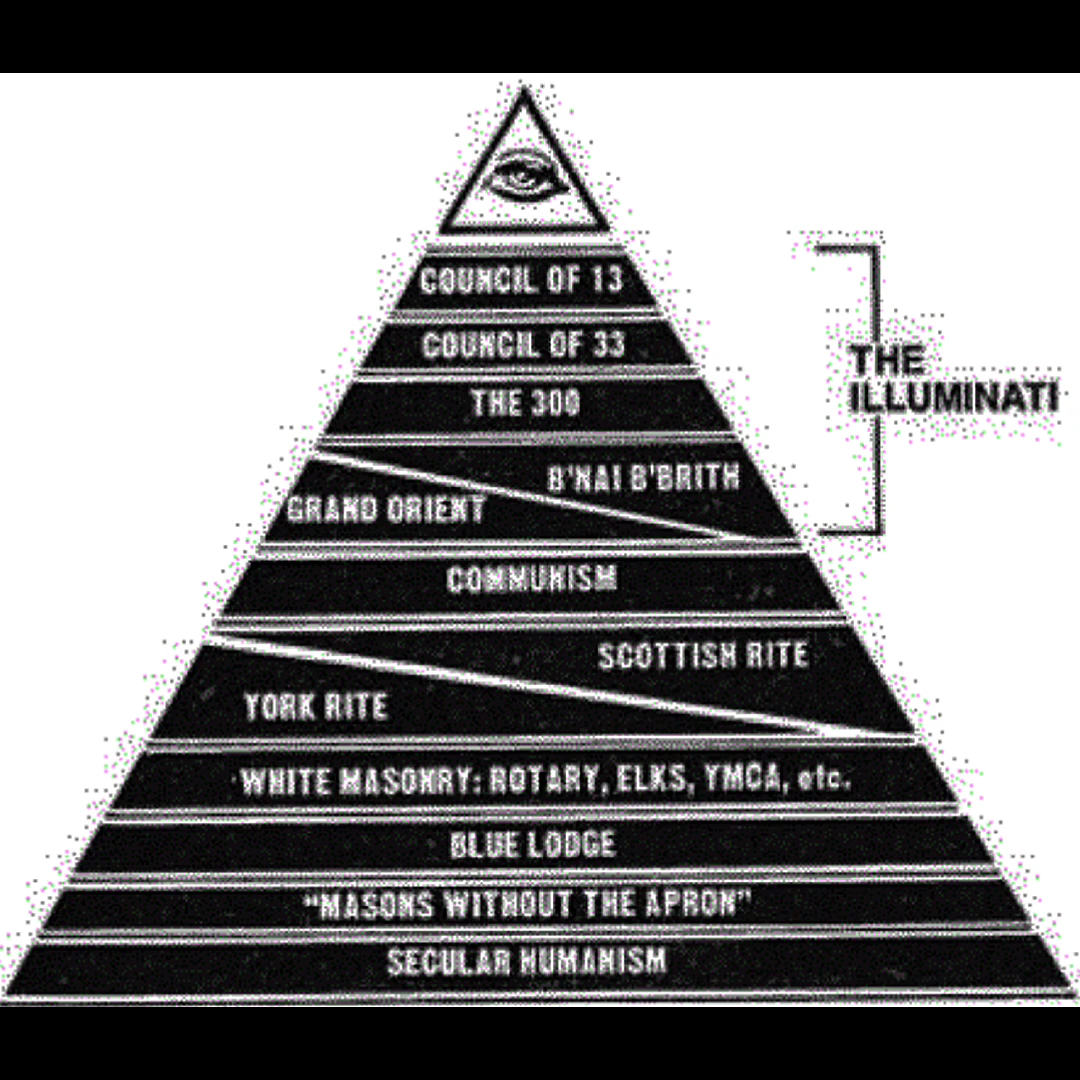 COUNCIL OF 13
COUNCIL OF 33
THE 300
THE
ILLUMINATI
B'NAI B'BRITH
GRAND ORIENT
COMMUNISM
SCOTTISH RITE
YORK RITE
WHITE MASONRY: ROTARY, ELKS, YMCA, etc.
BLUE LODGE
"MASONS WITHOUT THE APRON"
SECULAR HUMANISM